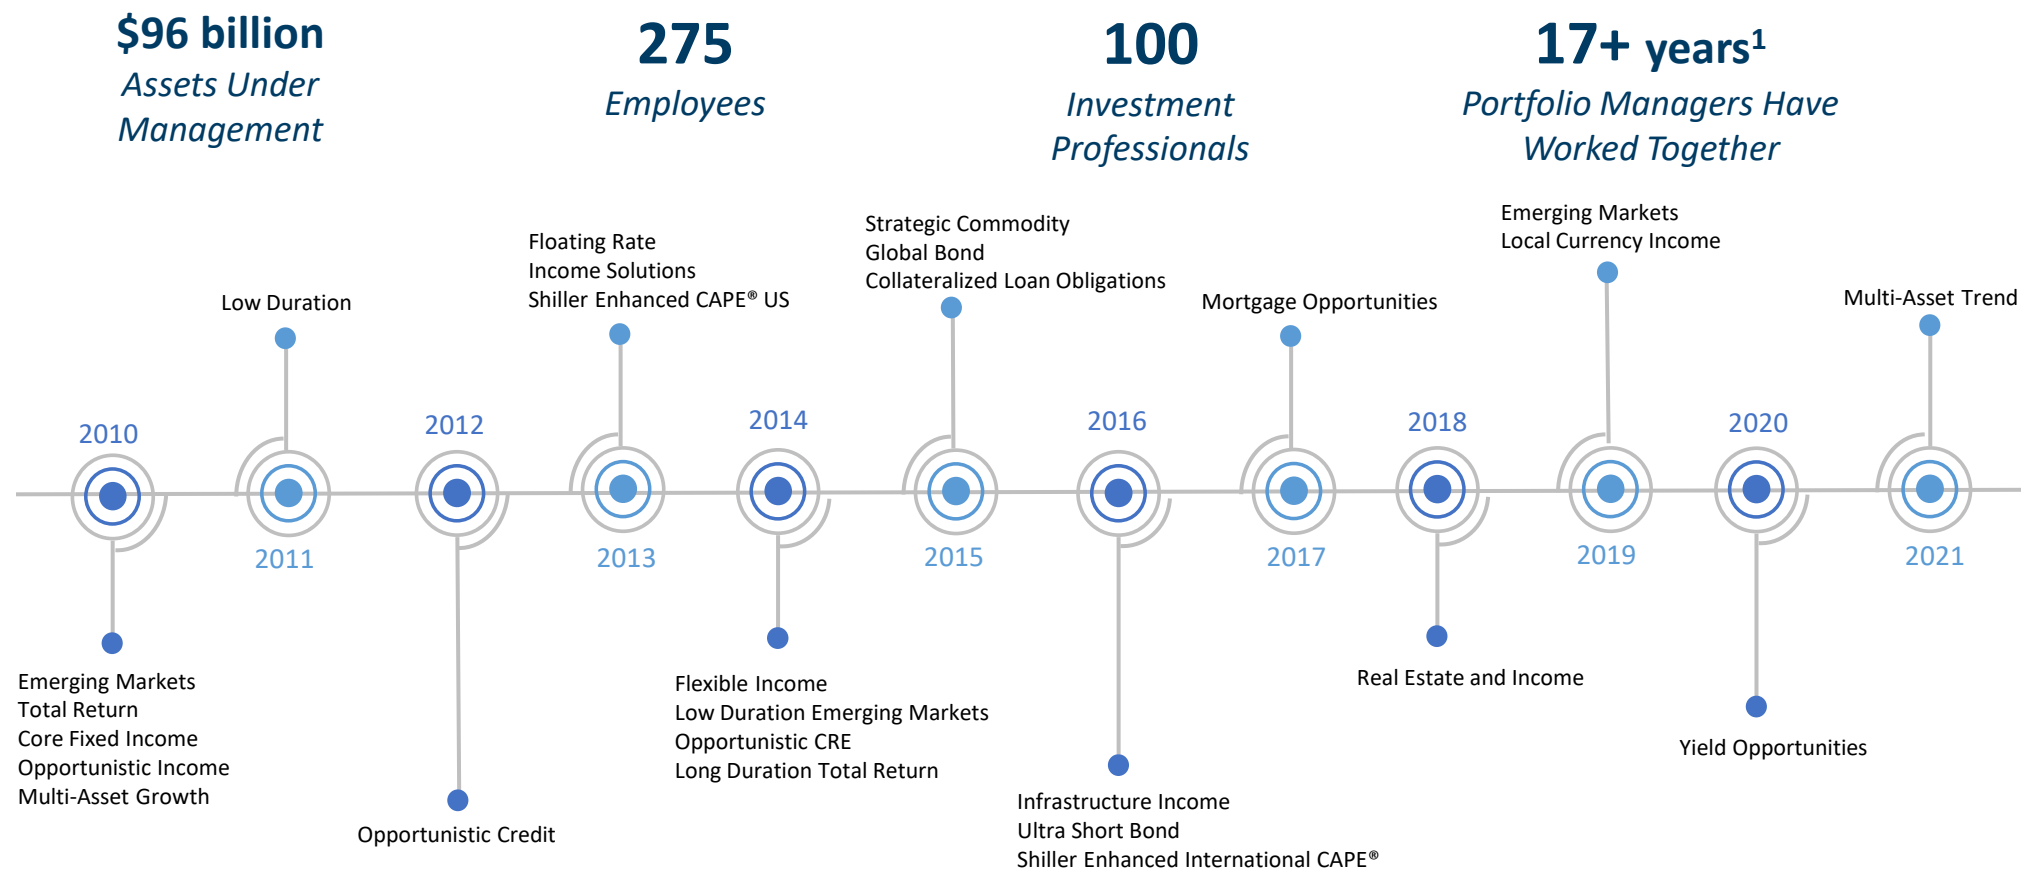 $96 billion
Assets Under
Management
275
Employees
100
Investment
Professionals
17+ years¹
Portfolio Managers Have
Worked Together
2010
Emerging Markets
Total Return
Core Fixed Income
Opportunistic Income
Multi-Asset Growth
Low Duration
2011
2012
Opportunistic Credit
Floating Rate
Income Solutions
Shiller Enhanced CAPE® US
2013
2014
Flexible Income
Low Duration Emerging Markets
Opportunistic CRE
Long Duration Total Return
Strategic Commodity
Global Bond
Collateralized Loan Obligations
2015
2016
Infrastructure Income
Ultra Short Bond
Shiller Enhanced International CAPE®
Mortgage Opportunities
2017
2018
Real Estate and Income
Emerging Markets
Local Currency Income
2019
2020
Yield Opportunities
Multi-Asset Trend
2021